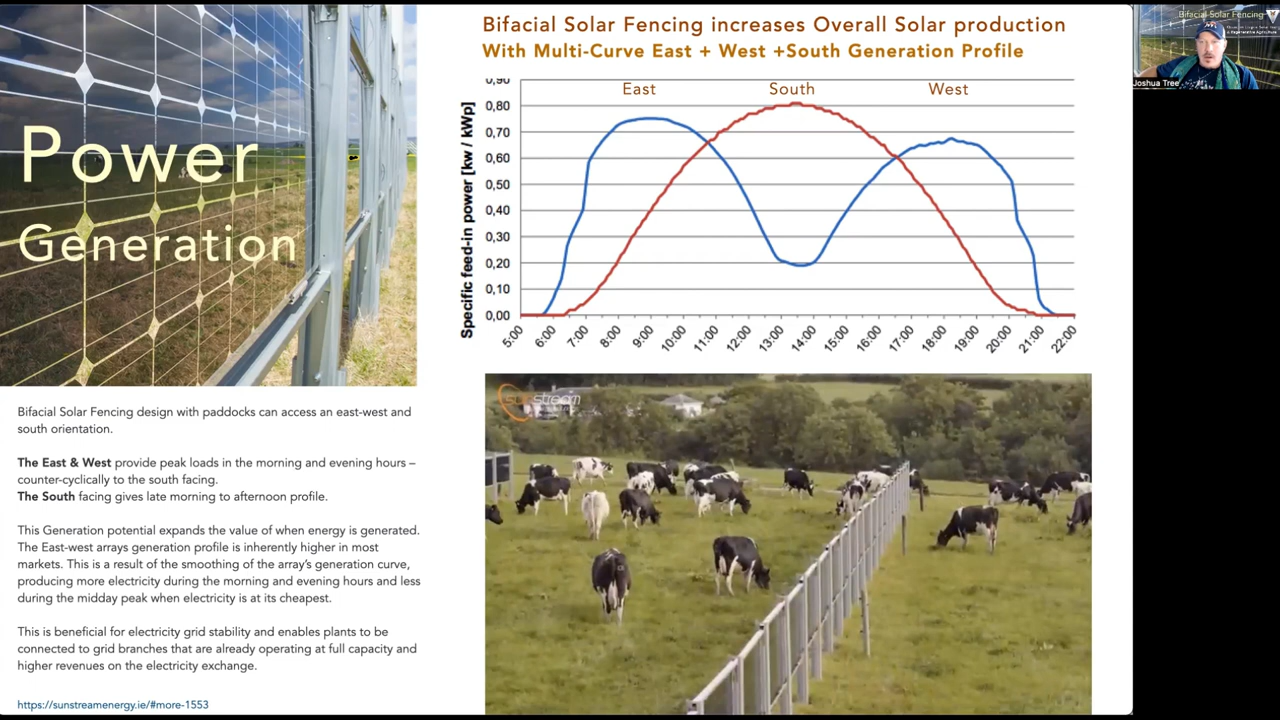 Power
Generation
Bifacial Solar Fencing increases Overall Solar production
With Multi-Curve East + West +South Generation Profile
East
South
West
Specific feed-in power [kw / kWp]
0,90
0,80
0,70
0,60
0,50
0,40
0,30
0,20
0,10
0,00
5:00
6:00
7:00
8:00
9:00
10:00
11:00
12:00
13:00
14:00
15:00
16:00
17:00
18:00
19:00
20:00
21:00
22:00
Bifacial Solar Fencing design with paddocks can access an east-west and
south orientation.
The East & West provide peak loads in the morning and evening hours –
counter-cyclically to the south facing.
The South facing gives late morning to afternoon profile.
This Generation potential expands the value of when energy is generated.
The East-west arrays generation profile is inherently higher in most
markets. This is a result of the smoothing of the array's generation curve,
producing more electricity during the morning and evening hours and less
during the midday peak when electricity is at its cheapest.
This is beneficial for electricity grid stability and enables plants to be
connected to grid branches that are already operating at full capacity and
higher revenues on the electricity exchange.
https://sunstreamenergy.ie/#more-1553
sunstream
Bifacial Solar Fencing
Joshua Tree